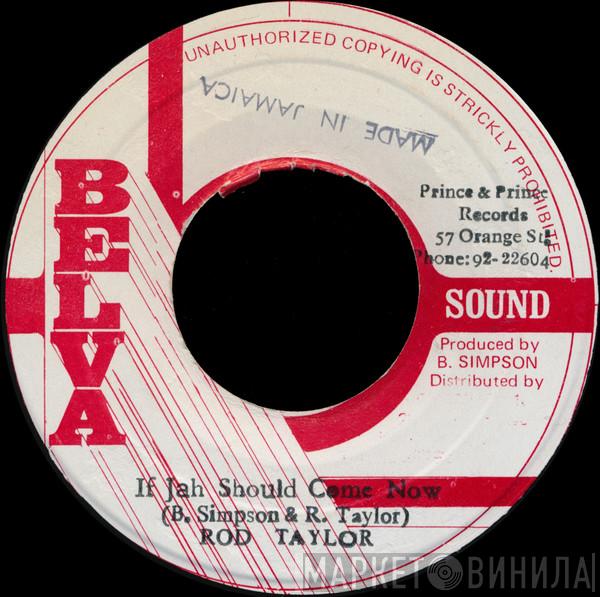 UNAUTHORIZED COPYING IS STRICKLY PROHIBITED.
MADE IN JAMAICA
BELVA
Prince & Prince
Records
57 Orange St.
Phone: 92-22604
SOUND
Produced by
B. SIMPSON
Distributed by
If Jah Should Come Now
(B. Simpson & R. Taylor)
ROD TAYLOR
МАРКЕТ ВИНИЛА